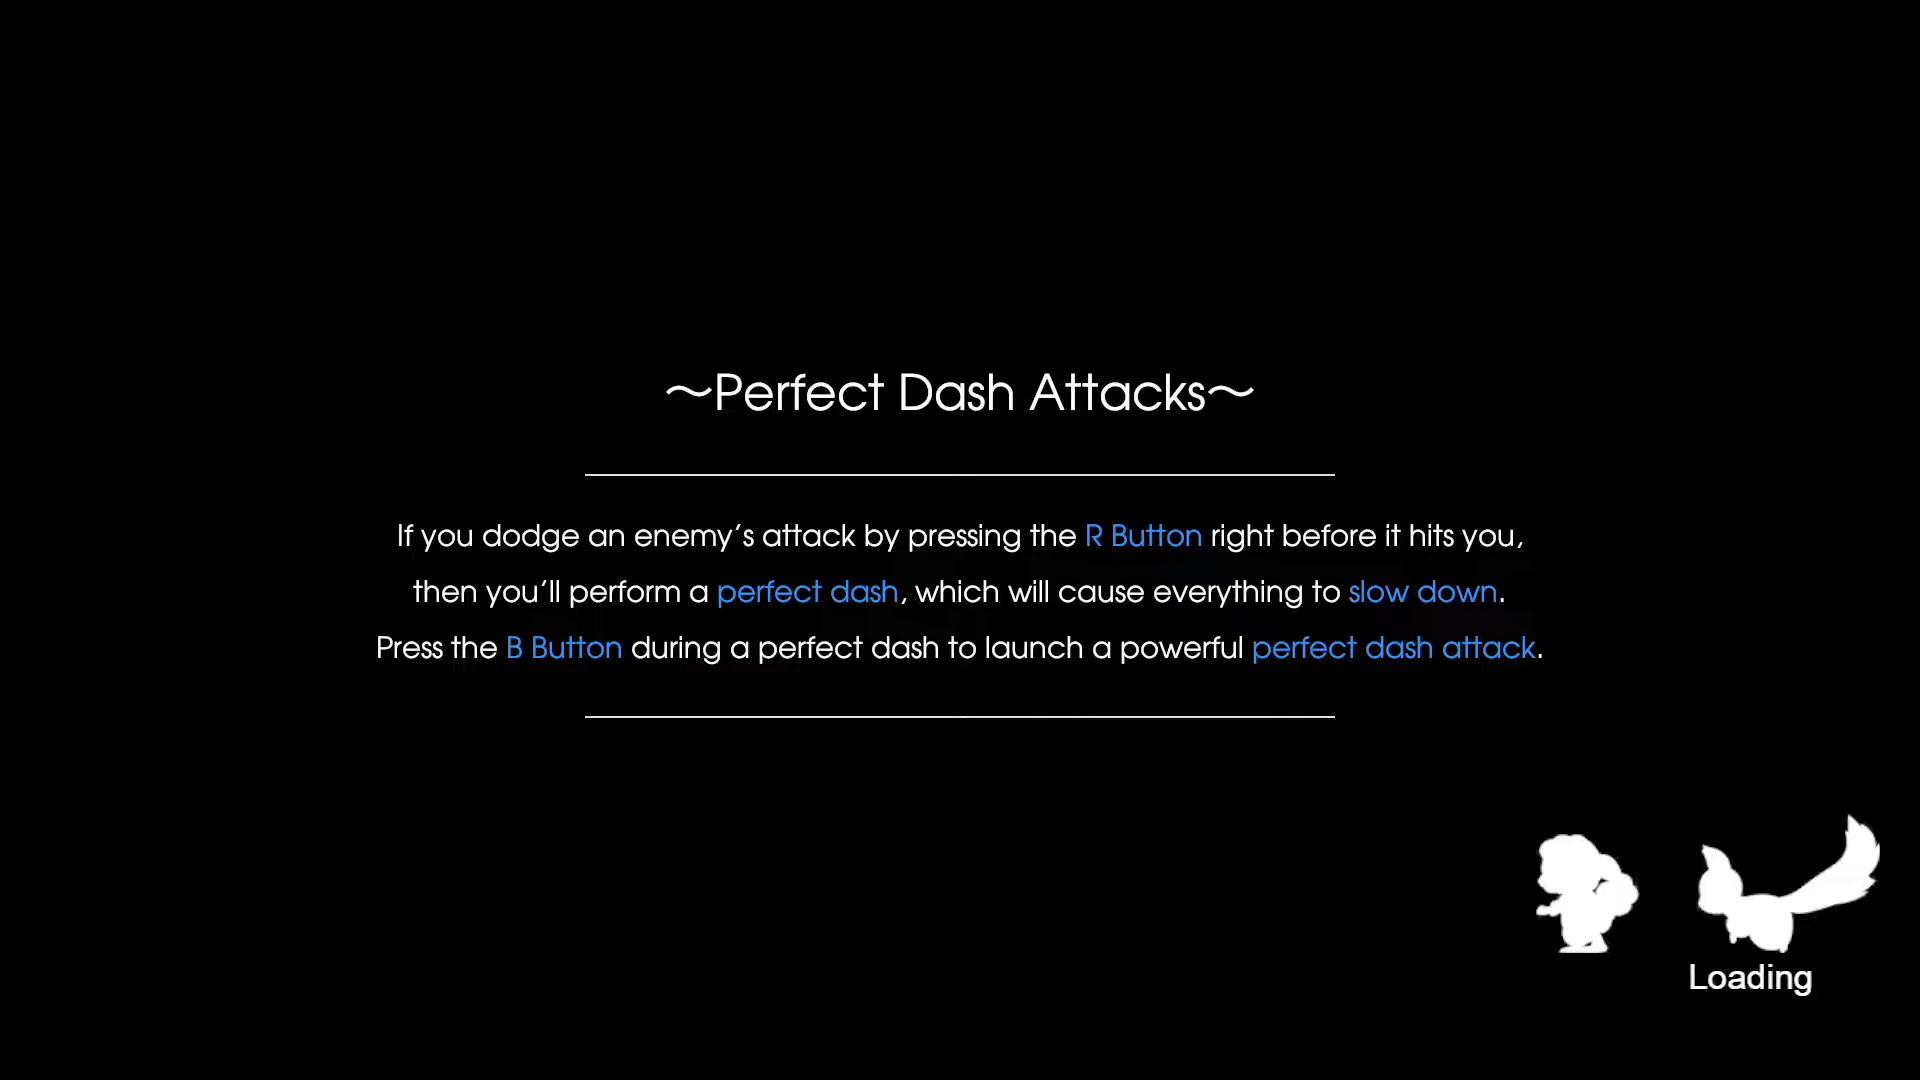 ～Perfect Dash Attacks～
If you dodge an enemy’s attack by pressing the R Button right before it hits you,
then you’ll perform a perfect dash, which will cause everything to slow down.
Press the B Button during a perfect dash to launch a powerful perfect dash attack.
Loading